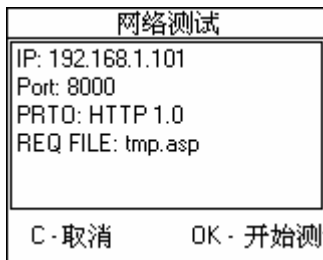 网络测试
IP: 192.168.1.101
Port: 8000
PRTO: HTTP 1.0
REQ FILE: tmp.asp
C - 取消 OK - 开始测